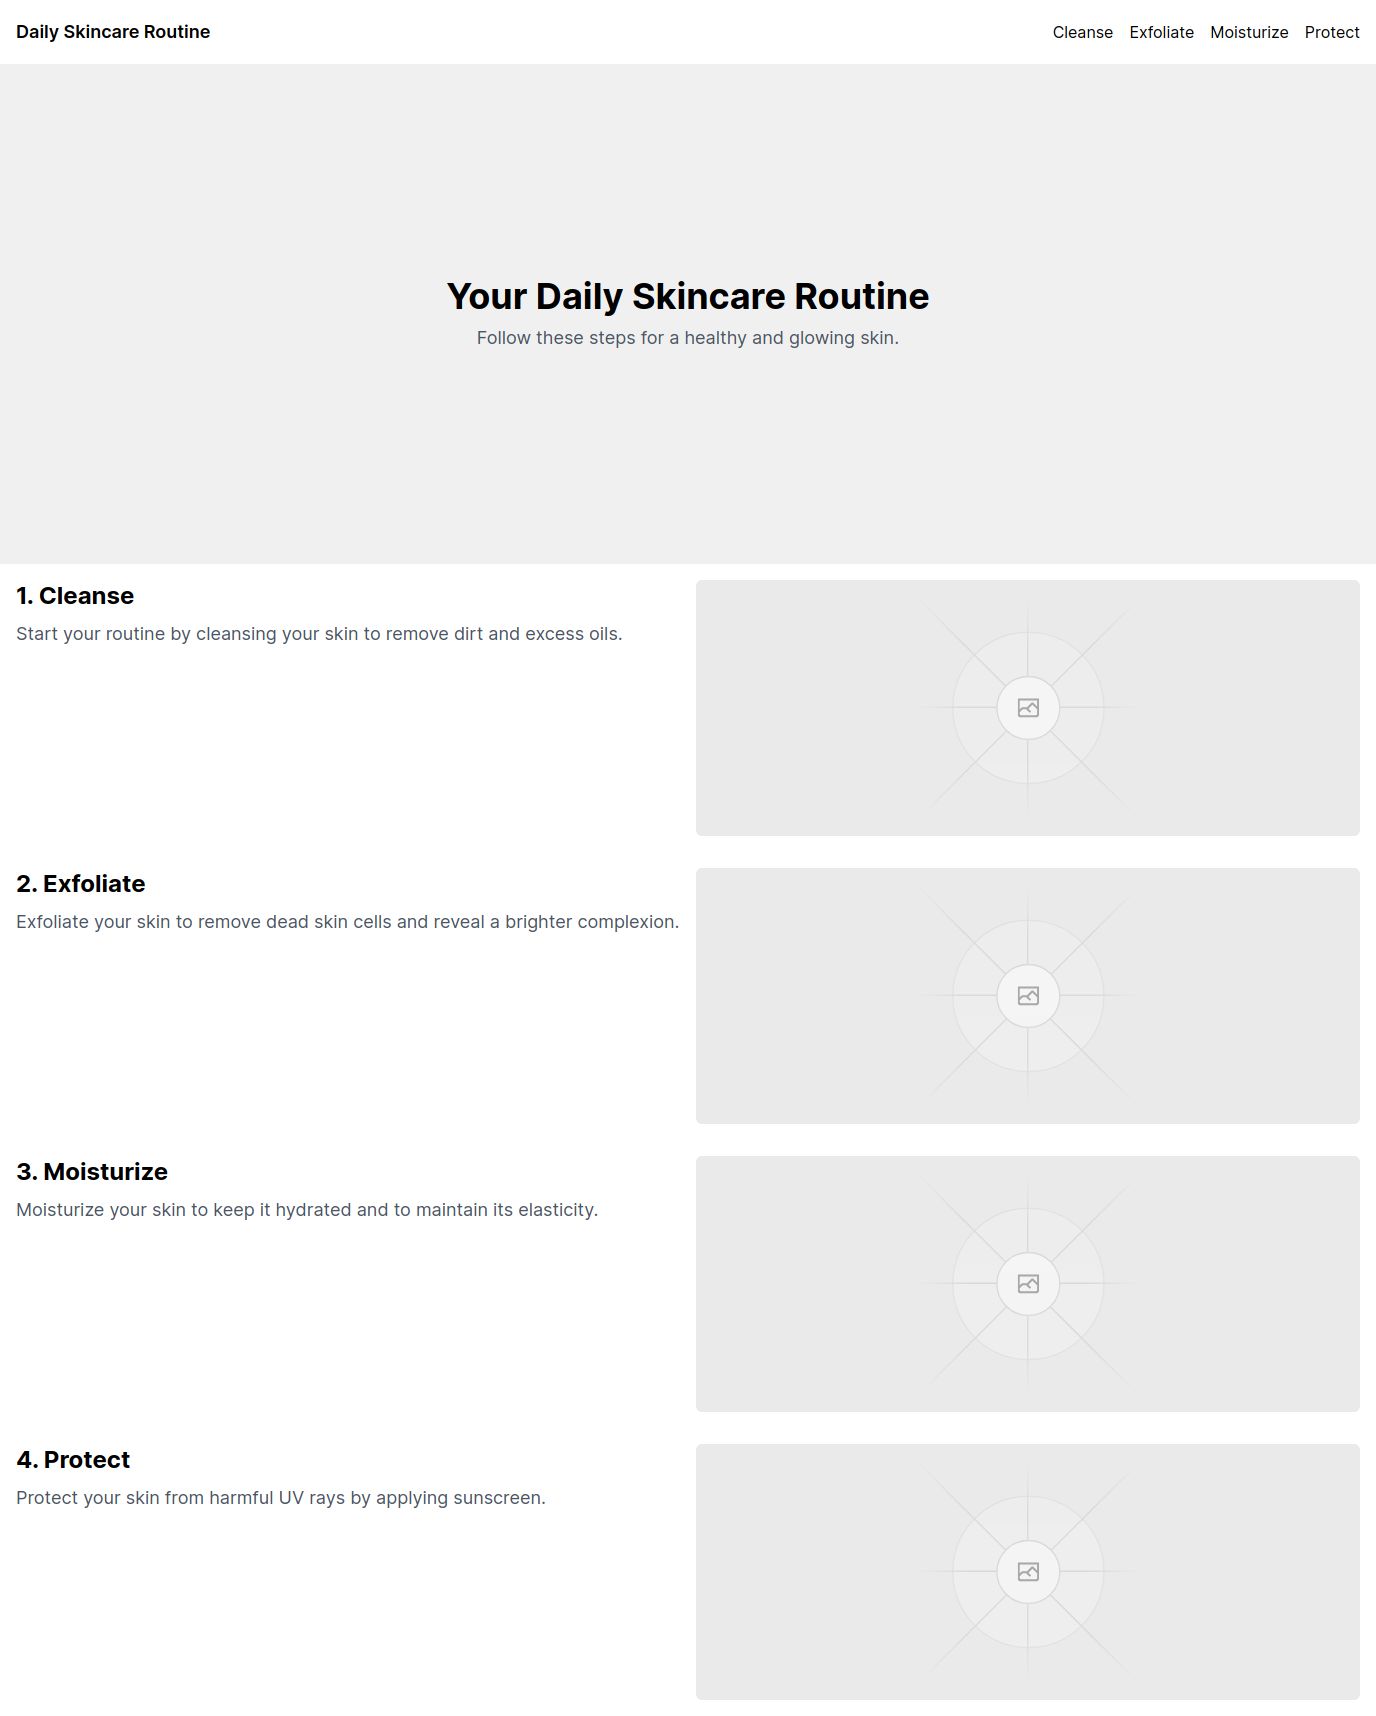 Daily Skincare Routine
Cleanse Exfoliate Moisturize Protect
Your Daily Skincare Routine
Follow these steps for a healthy and glowing skin.
1. Cleanse
Start your routine by cleansing your skin to remove dirt and excess oils.
2. Exfoliate
Exfoliate your skin to remove dead skin cells and reveal a brighter complexion.
3. Moisturize
Moisturize your skin to keep it hydrated and to maintain its elasticity.
4. Protect
Protect your skin from harmful UV rays by applying sunscreen.